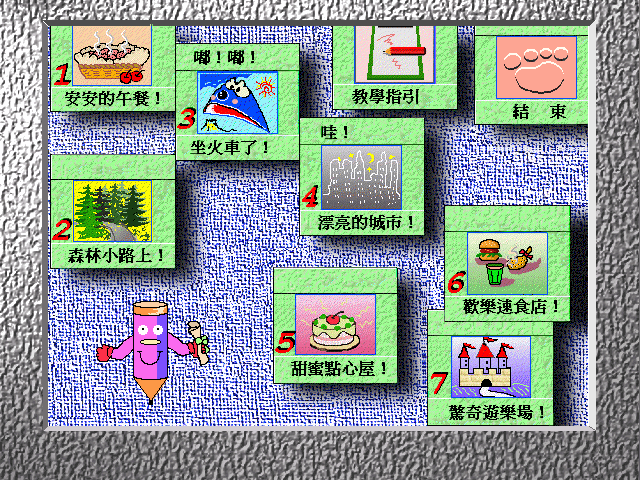 1
安安的午餐！
2
森林小路上！
嘟！嘟！
3
坐火車了！
哇！
4
漂亮的城市！
5
甜蜜點心屋！
6
歡樂速食店！
7
驚奇遊樂場！
教學指引
結 束